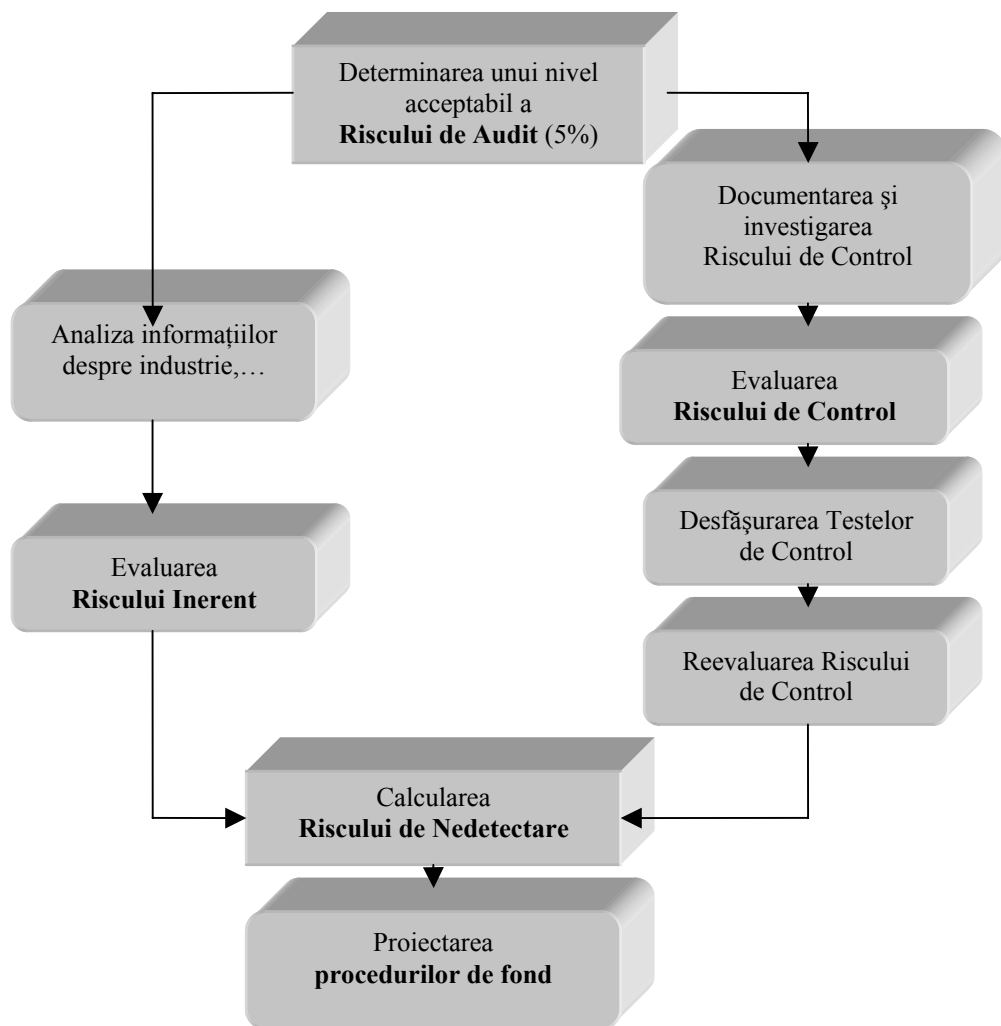 Determinarea unui nivel
acceptabil a
Riscului de Audit (5%)
Documentarea şi
investigarea
Riscului de Control
Analiza informațiilor
despre industrie,…
Evaluarea
Riscului de Control
Desfășurarea Testelor
de Control
Evaluarea
Riscului Inerent
Reevaluarea Riscului
de Control
Calcularea
Riscului de Nedetectare
Proiectarea
procedurilor de fond